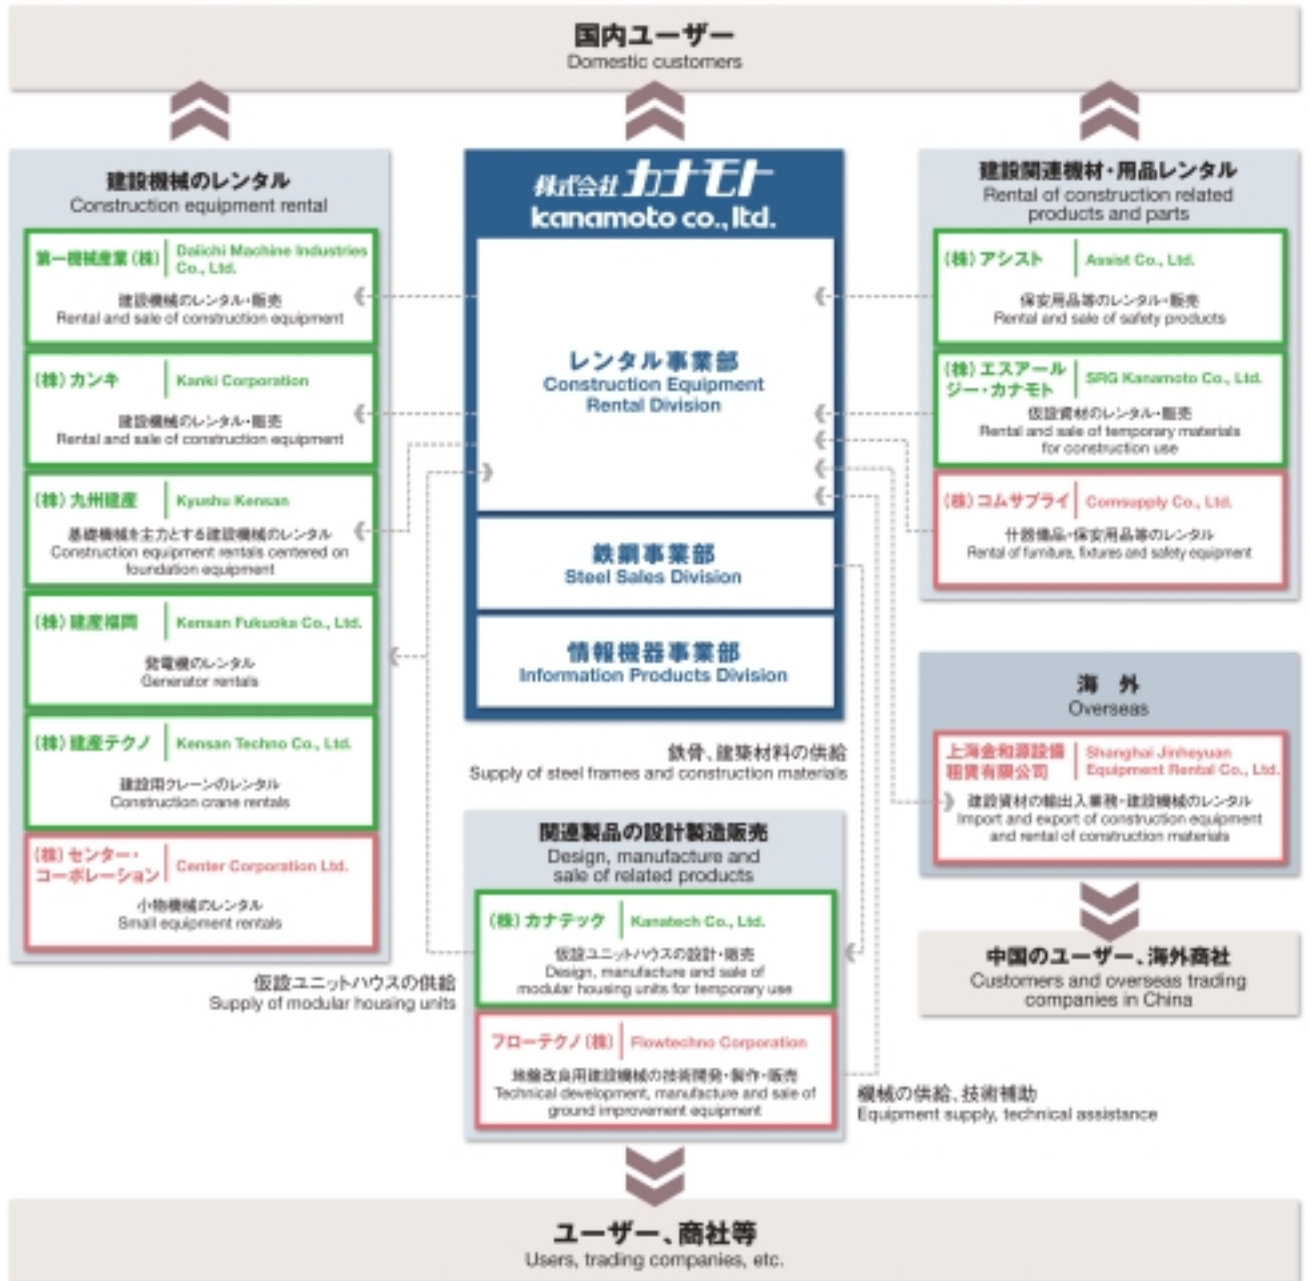 国内ユーザー
Domestic customers
建設機械のレンタル
Construction equipment rental
第一機械産業(株)
Daiichi Machine Industries
Co., Ltd.
建設機械のレンタル・販売
Rental and sale of construction equipment
(株)カンキ
Kanki Corporation
建設機械のレンタル・販売
Rental and sale of construction equipment
(株)九州建産
Kyushu Kensan
基礎機械を主力とする建設機械のレンタル
Construction equipment rentals centered on
foundation equipment
(株)建産福岡
Kensan Fukuoka Co., Ltd.
発電機のレンタル
Generator rentals
(株)建産テクノ
Kensan Techno Co., Ltd.
建設用クレーンのレンタル
Construction crane rentals
(株)センター・
コーポレーション
Center Corporation Ltd.
小物機械のレンタル
Small equipment rentals
仮設ユニットハウスの供給
Supply of modular housing units
株式会社カナモト
kanamoto co., ltd.
レンタル事業部
Construction Equipment
Rental Division
鉄鋼事業部
Steel Sales Division
情報機器事業部
Information Products Division
鉄骨、建築材料の供給
Supply of steel frames and construction materials
関連製品の設計製造販売
Design, manufacture and
sale of related products
(株)カナテック
Kanatech Co., Ltd.
仮設ユニットハウスの設計・販売
Design, manufacture and sale of
modular housing units for temporary use
フローテクノ(株)
Flowtechno Corporation
地盤改良用建設機械の技術開発・製作・販売
Technical development, manufacture and sale of
ground improvement equipment
機械の供給、技術補助
Equipment supply, technical assistance
建設関連機材・用品レンタル
Rental of construction related
products and parts
(株)アシスト
Assist Co., Ltd.
保安用品等のレンタル・販売
Rental and sale of safety products
(株)エスアール
ジー・カナモト
SRG Kanamoto Co., Ltd.
仮設資材のレンタル・販売
Rental and sale of temporary materials
for construction use
(株)コムサプライ
Comsupply Co., Ltd.
什器備品・保安用品等のレンタル
Rental of furniture, fixtures and safety equipment
海 外
Overseas
上海金和源設備
租賃有限公司
Shanghai Jinheyuan
Equipment Rental Co., Ltd.
建設資材の輸出入業務・建設機械のレンタル
Import and export of construction equipment
and rental of construction materials
中国のユーザー、海外商社
Customers and overseas trading
companies in China
ユーザー、商社等
Users, trading companies, etc.